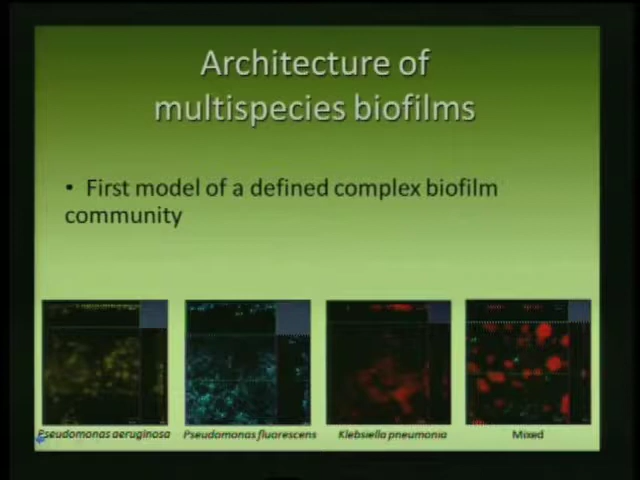 Architecture of
multispecies biofilms
• First model of a defined complex biofilm
community
Pseudomonas aeruginosa
Pseudomonas fluorescens
Klebsiella pneumonia
Mixed